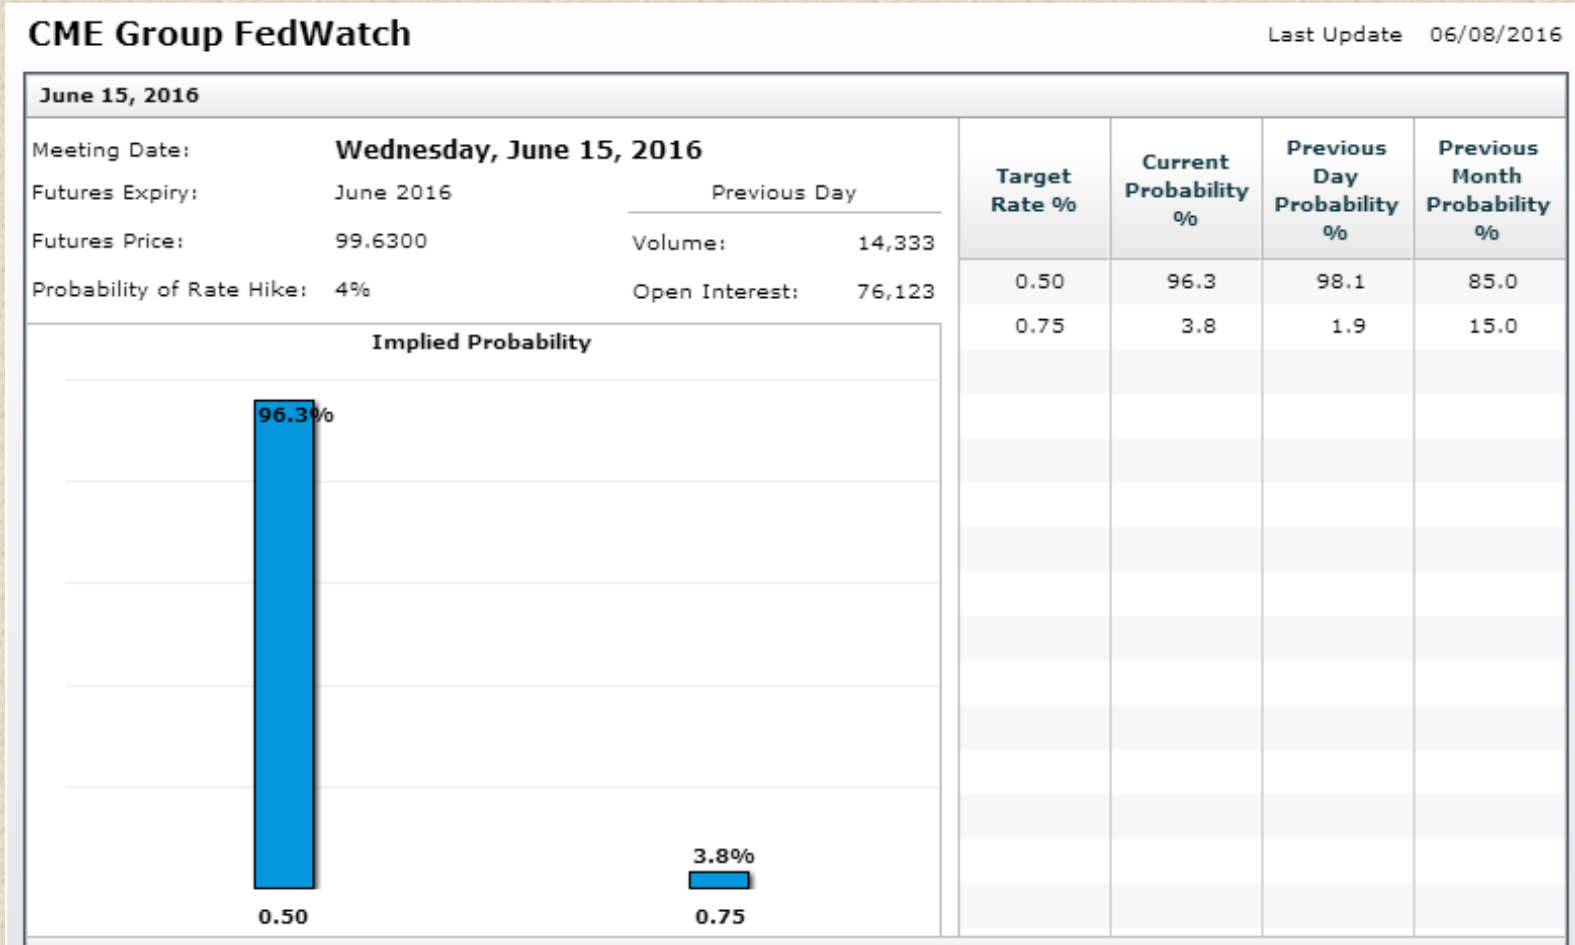 CME Group FedWatch
Last Update 06/08/2016
June 15, 2016
Meeting Date: Wednesday, June 15, 2016
Futures Expiry: June 2016 Previous Day
Futures Price: 99.6300 Volume: 14,333
Probability of Rate Hike: 4% Open Interest: 76,123
Implied Probability
96.3%
3.8%
0.50 0.75
Target Rate % Current Probability % Previous Day Probability % Previous Month Probability %
0.50 96.3 98.1 85.0
0.75 3.8 1.9 15.0